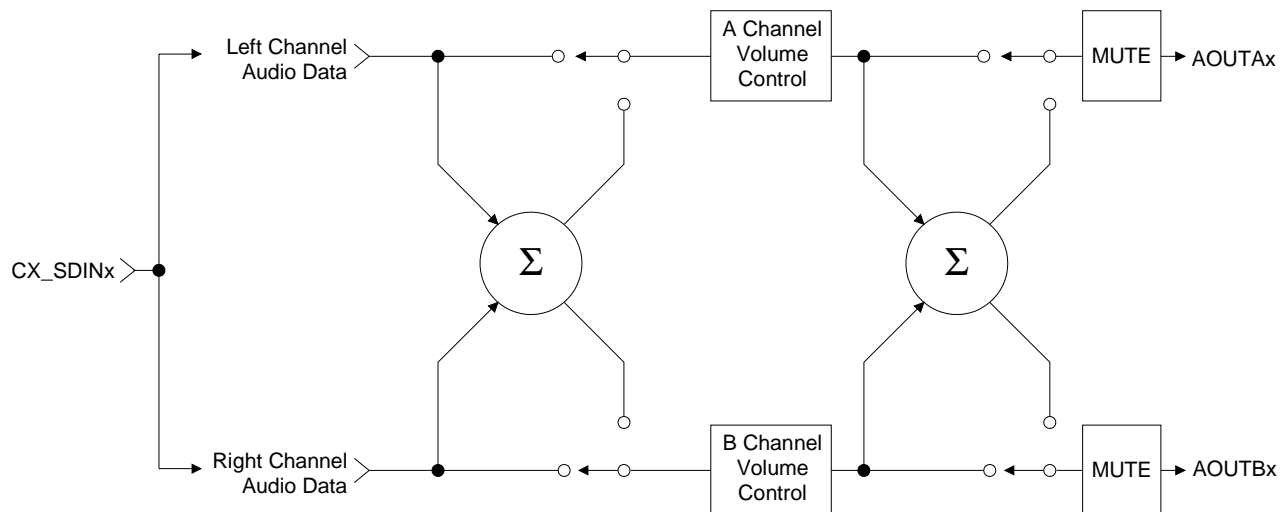 Left Channel
Audio Data
A Channel
Volume
Control
MUTE
AOUTAx
Σ
Σ
CX_SDINx
Right Channel
Audio Data
B Channel
Volume
Control
MUTE
AOUTBx